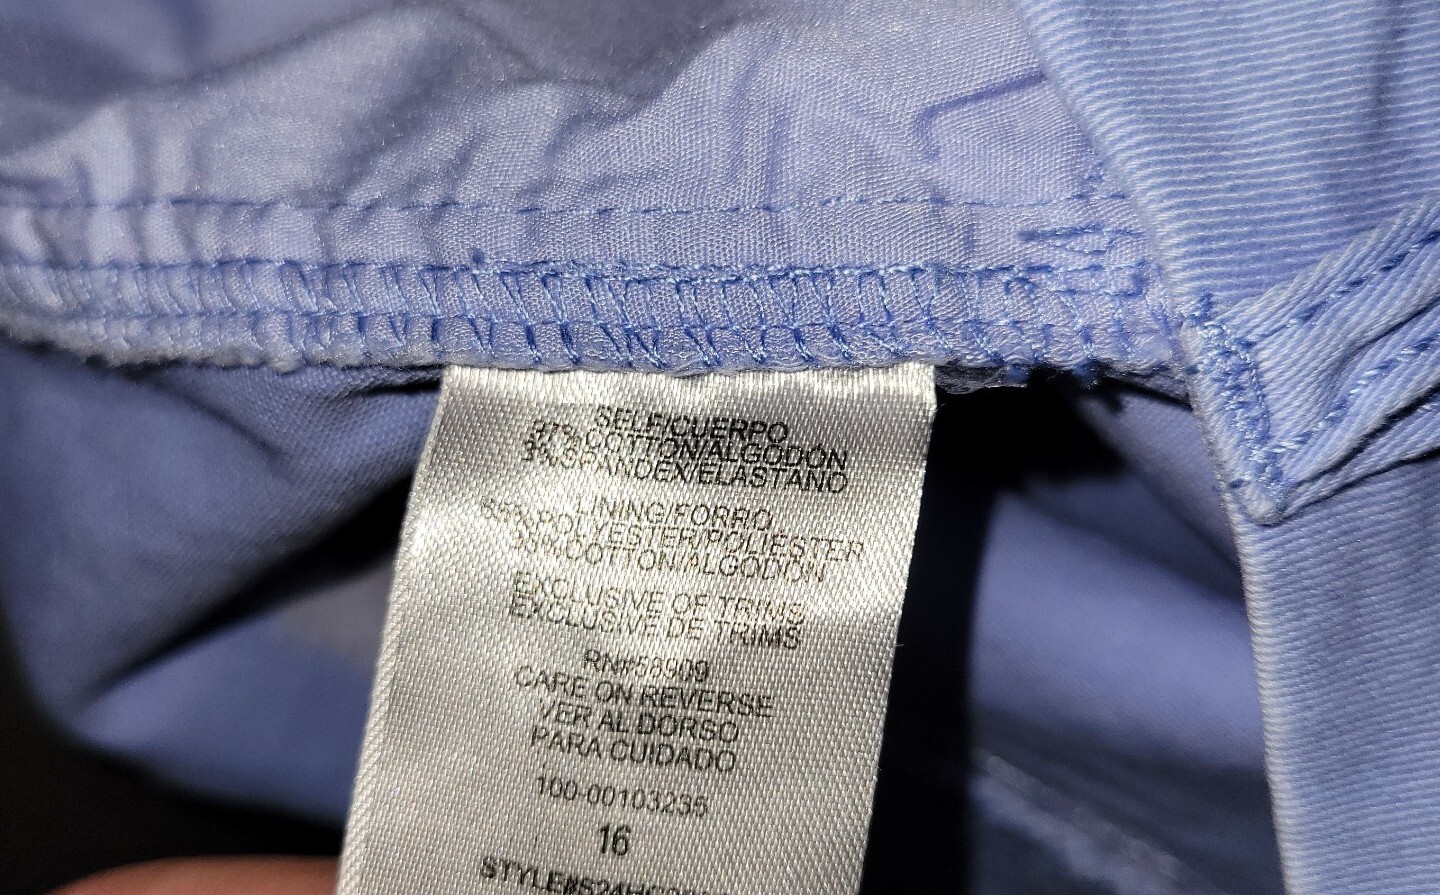 SELF/CUERPO
97% COTTON/ALGODÓN
3% SPANDEX/ELASTANO
LINING/FORRO
POLYESTER/POLIESTER
COTTON/ALGODÓN
EXCLUSIVE OF TRIMS
EXCLUSIVE DE TRIMS
RN#58909
CARE ON REVERSE
VER AL DORSO
PARA CUIDADO
100-00103235
16